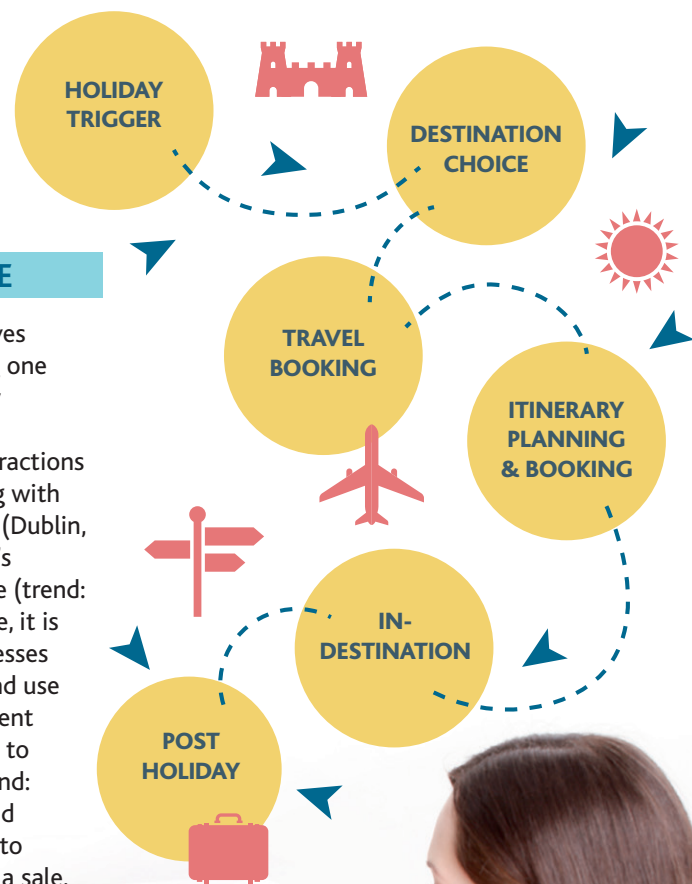 HOLIDAY
TRIGGER
DESTINATION
CHOICE
TRAVEL
BOOKING
ITINERARY
PLANNING
& BOOKING
IN-
DESTINATION
POST
HOLIDAY
E
one
ractions
g with
(Dublin,
's
e (trend:
e, it is
esses
nd use
ent
to
nd:
d
to
a sale.